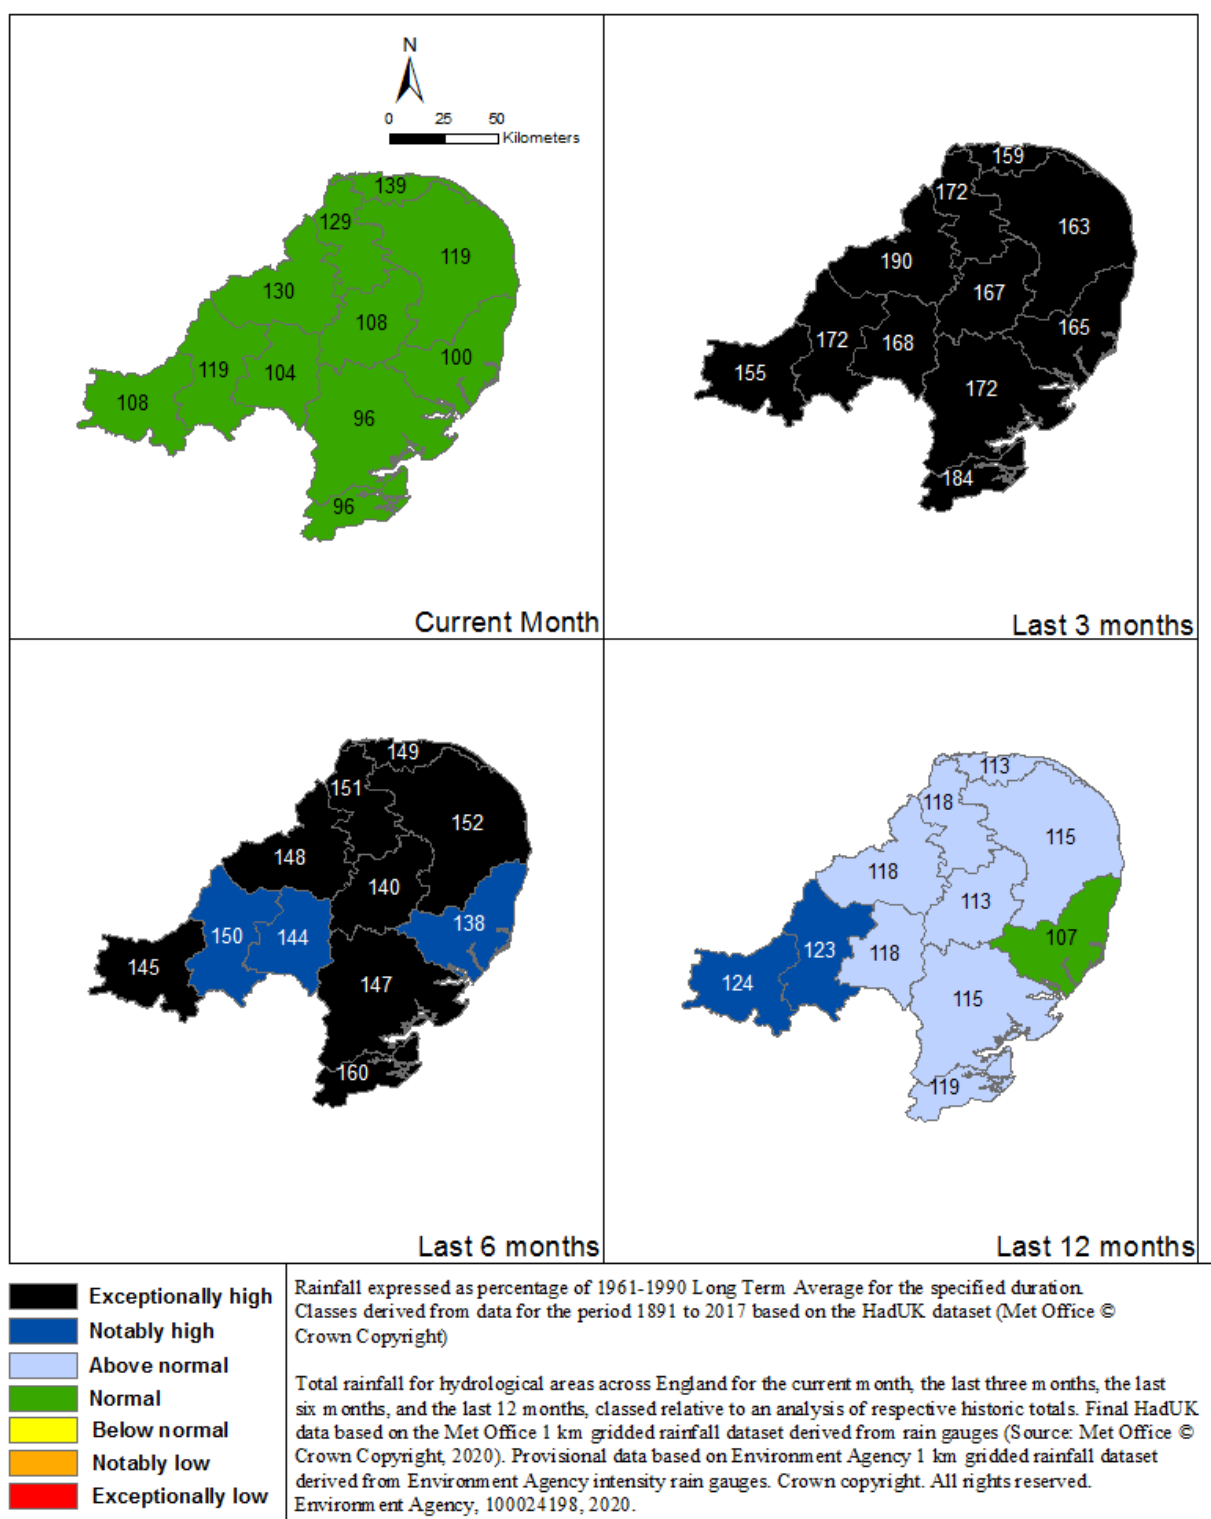 N
0 25 50
Kilometers
139
129
119
130
108
119
104
100
108
96
96
Current Month
159
172
163
190
167
165
172
168
155
172
184
Last 3 months
149
151
152
148
140
138
150
144
145
147
160
Last 6 months
113
118
115
118
113
107
123
118
124
115
119
Last 12 months
Exceptionally high
Notably high
Above normal
Normal
Below normal
Notably low
Exceptionally low
Rainfall expressed as percentage of 1961-1990 Long Term Average for the specified duration.
Classes derived from data for the period 1891 to 2017 based on the HadUK dataset (Met Office ©
Crown Copyright)
Total rainfall for hydrological areas across England for the current month, the last three months, the last
six months, and the last 12 months, classed relative to an analysis of respective historic totals. Final HadUK
data based on the Met Office 1 km gridded rainfall dataset derived from rain gauges (Source: Met Office ©
Crown Copyright, 2020). Provisional data based on Environment Agency 1 km gridded rainfall dataset
derived from Environment Agency intensity rain gauges. Crown copyright. All rights reserved.
Environment Agency, 100024198, 2020.